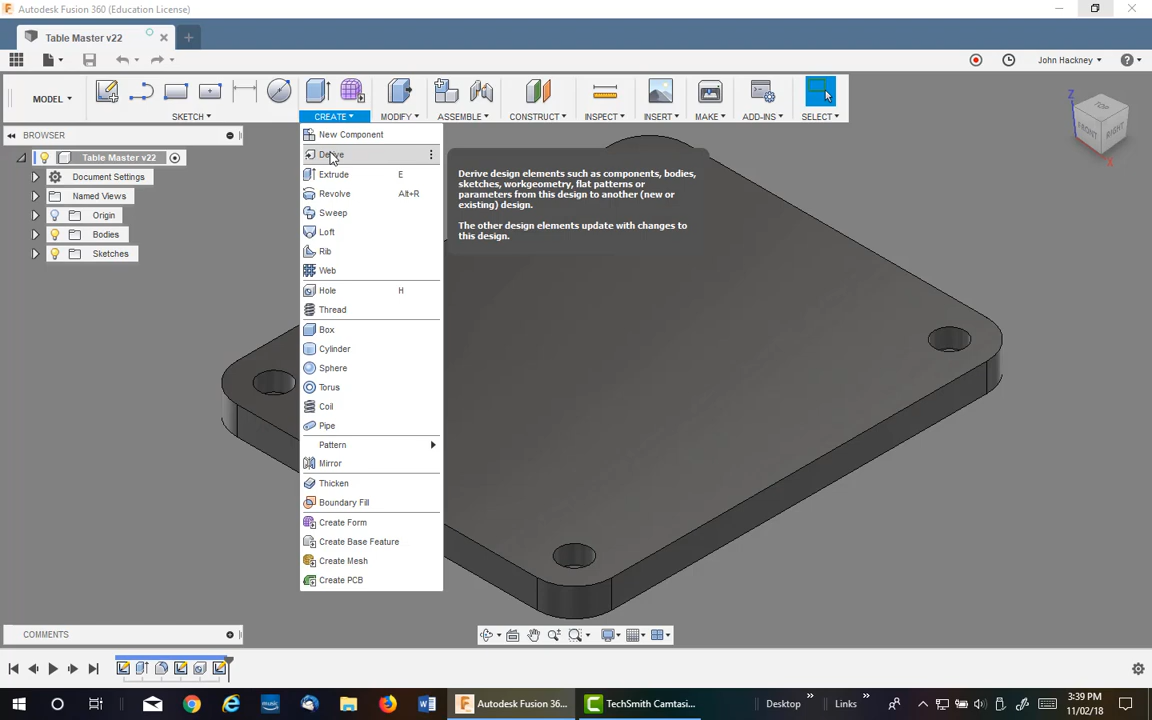 Autodesk Fusion 360 (Education License)
Table Master v22
John Hackney
MODEL
SKETCH
CREATE
MODIFY
ASSEMBLE
CONSTRUCT
INSPECT
INSERT
MAKE
ADD-INS
SELECT
BROWSER
Table Master v22
Document Settings
Named Views
Origin
Bodies
Sketches
New Component
Derive
Extrude E
Revolve Alt+R
Sweep
Loft
Rib
Web
Hole H
Thread
Box
Cylinder
Sphere
Torus
Coil
Pipe
Pattern
Mirror
Thicken
Boundary Fill
Create Form
Create Base Feature
Create Mesh
Create PCB
Derive design elements such as components, bodies,
sketches, workgeometry, flat patterns or
parameters from this design to another (new or
existing) design.
The other design elements update with changes to
this design.
Z
TOP
FRONT
RIGHT
X
COMMENTS
Autodesk Fusion 36...
TechSmith Camtasi...
Desktop
Links
3:39 PM
11/02/18